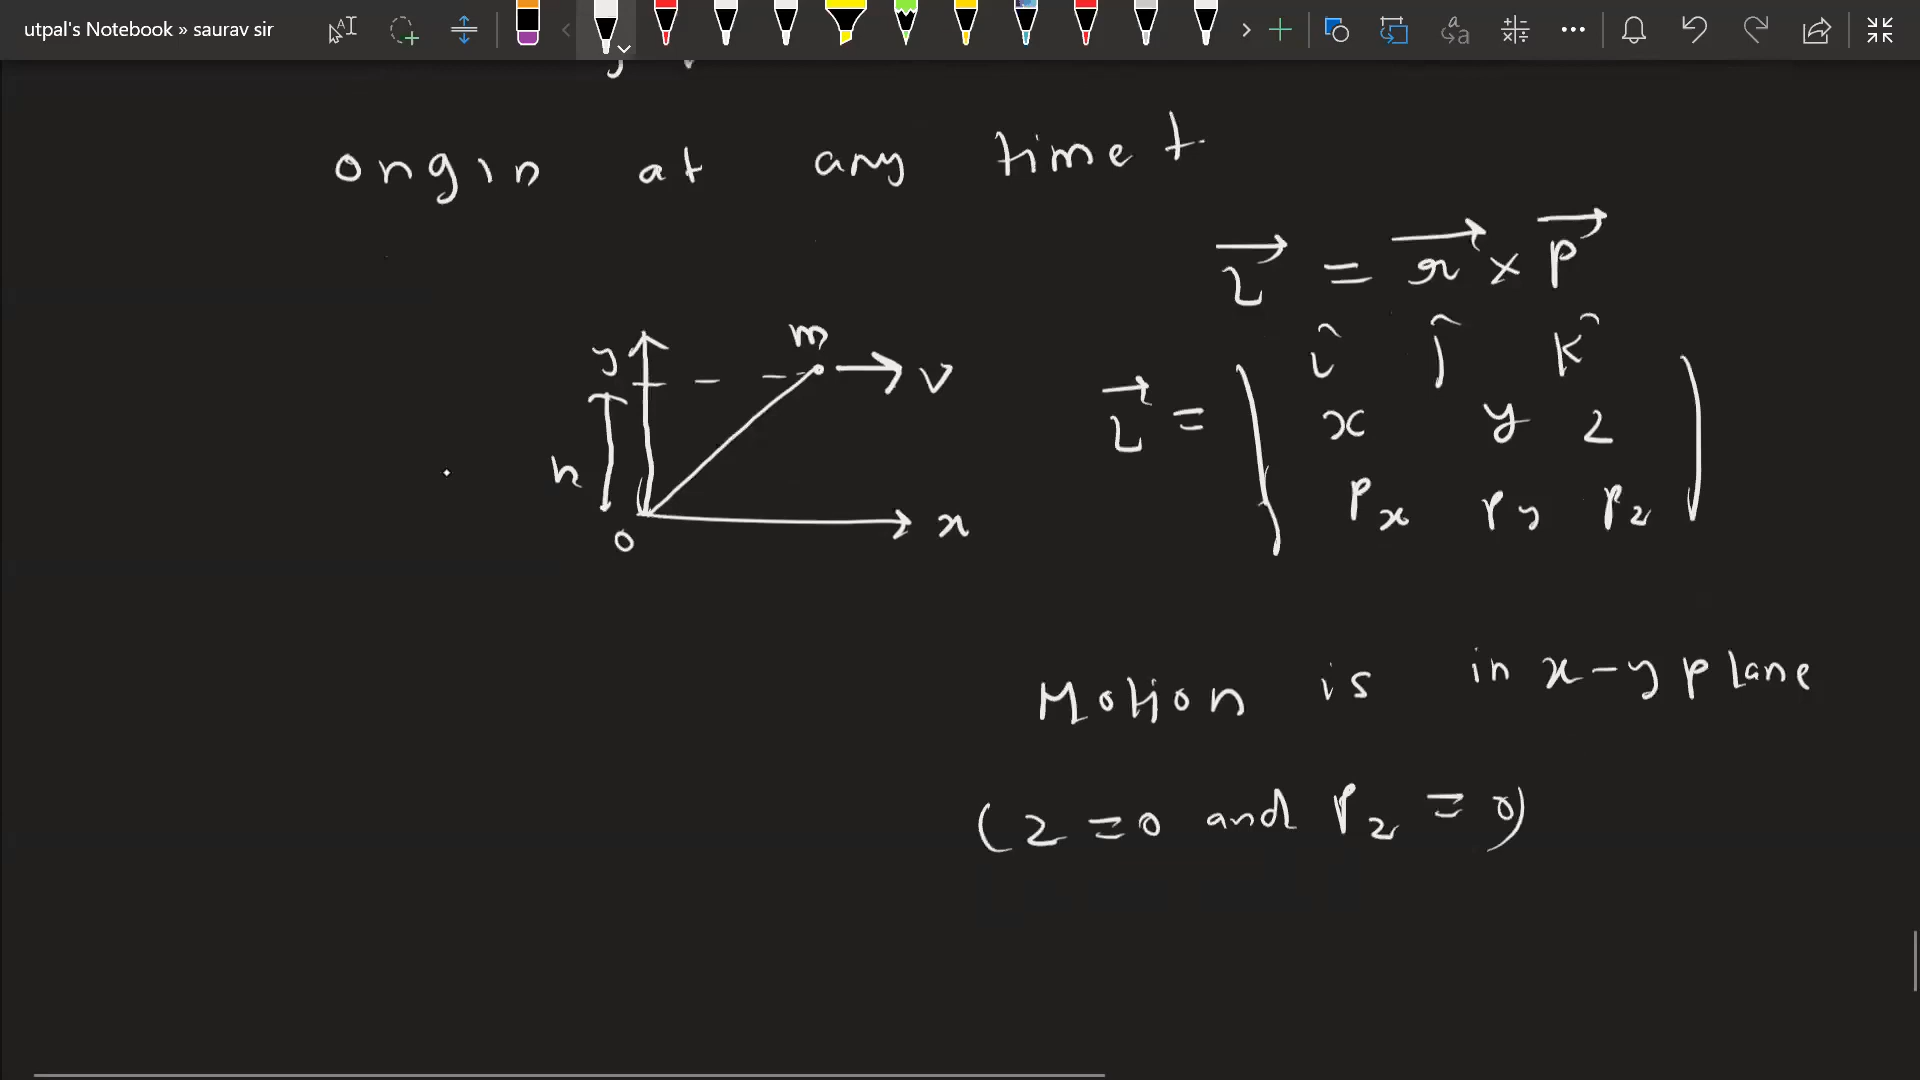 utpal's Notebook » saurav sir
origin at any time t
L = r × p
m
y
v
h
o
x
î ĵ k̂
L = x y z
Px Py Pz
Motion is in x-y plane
(z = 0 and Pz = 0)